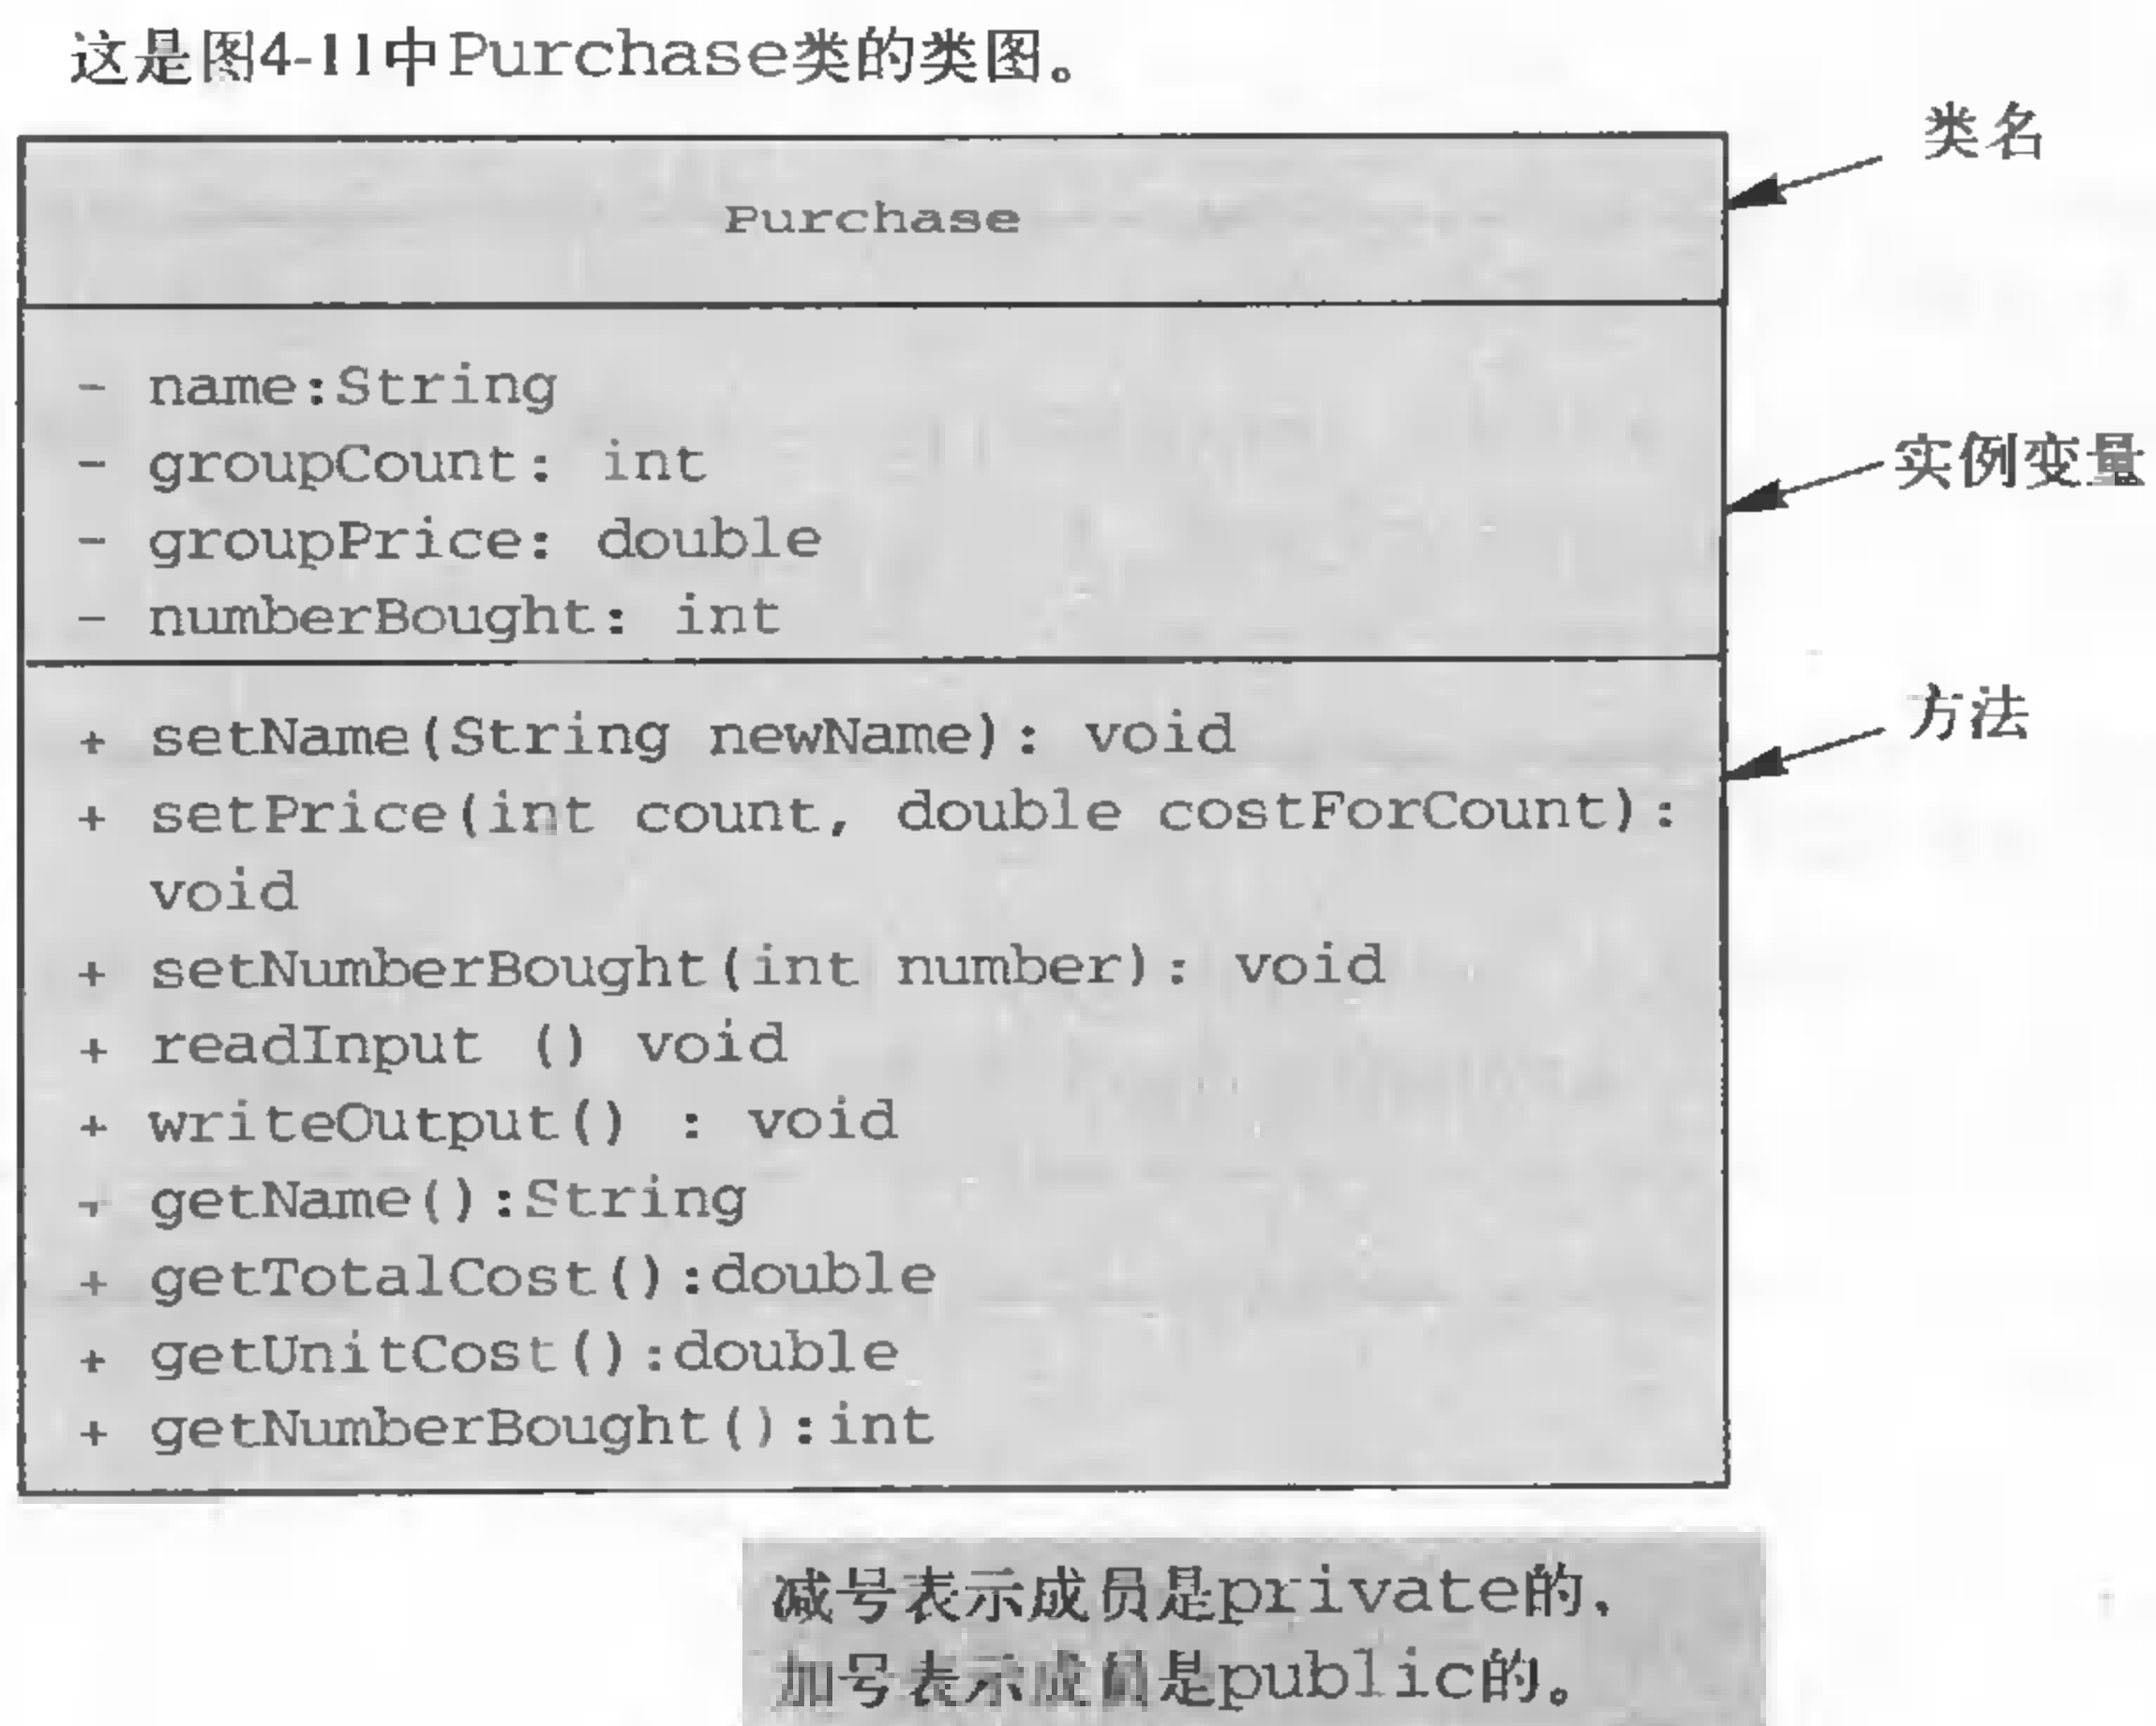 这是图4-11中Purchase类的类图。
类名
Purchase
- name:String
- groupCount: int
实例变量
- groupPrice: double
- numberBought: int
方法
+ setName(String newName): void
+ setPrice(int count, double costForCount):
void
+ setNumberBought(int number): void
+ readInput () void
+ writeOutput() : void
+ getName():String
+ getTotalCost():double
+ getUnitCost():double
+ getNumberBought():int
减号表示成员是private的,
加号表示成员是public的。